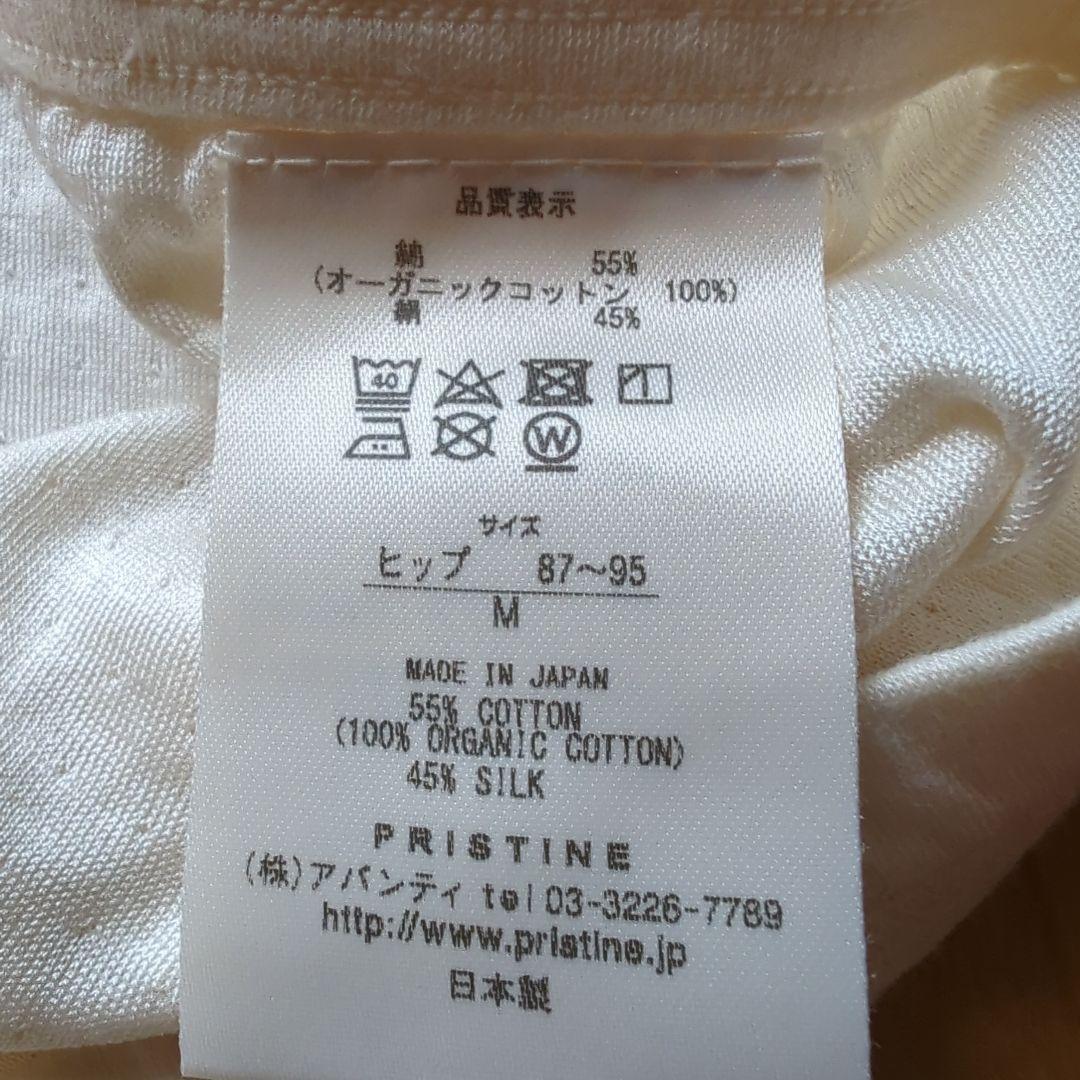 品質表示
綿 55%
(オーガニックコットン 100%)
絹 45%
40
W
サイズ
ヒップ 87〜95
M
MADE IN JAPAN
55% COTTON
(100% ORGANIC COTTON)
45% SILK
PRISTINE
(株)アバンティ tel 03-3226-7789
http://www.pristine.jp
日本製